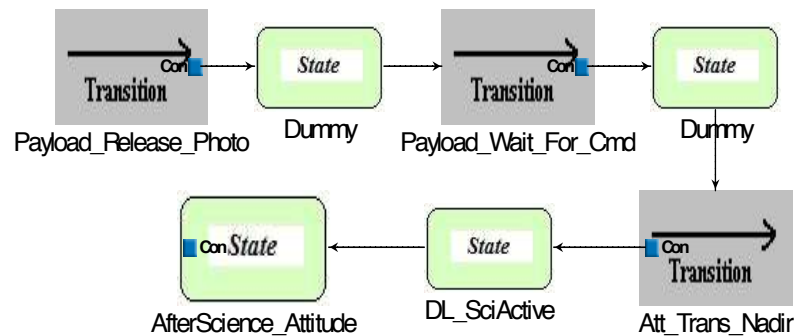 Con
Transition
Payload_Release_Photo
State
Dummy
Con
Transition
Payload_Wait_For_Cmd
State
Dummy
Con State
AfterScience_Attitude
State
DL_SciActive
Con
Transition
Att_Trans_Nadir